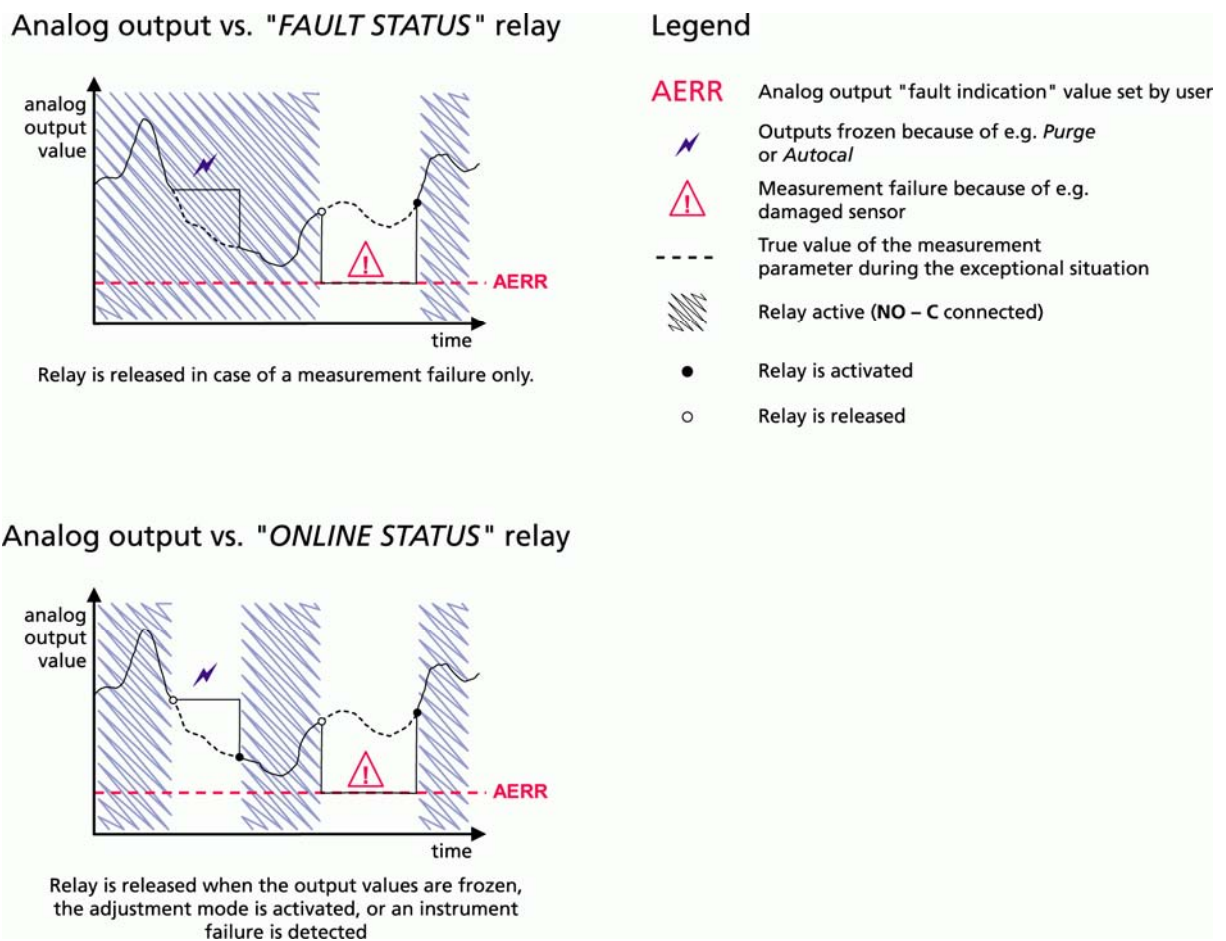 Analog output vs. "FAULT STATUS" relay
analog
output
value
AERR
time
Relay is released in case of a measurement failure only.
Legend
AERR Analog output "fault indication" value set by user
Outputs frozen because of e.g. Purge
or Autocal
Measurement failure because of e.g.
damaged sensor
True value of the measurement
parameter during the exceptional situation
Relay active (NO – C connected)
Relay is activated
Relay is released
Analog output vs. "ONLINE STATUS" relay
analog
output
value
AERR
time
Relay is released when the output values are frozen,
the adjustment mode is activated, or an instrument
failure is detected